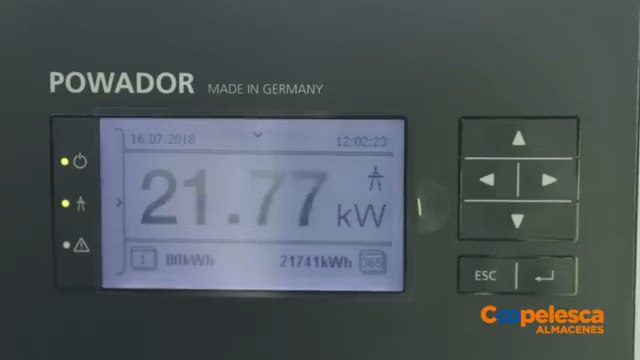 POWADOR MADE IN GERMANY
16.07.2018 12:02:23
21.77 kW
1 80kWh 21741kWh 365
ESC
Coopelesca
ALMACENES